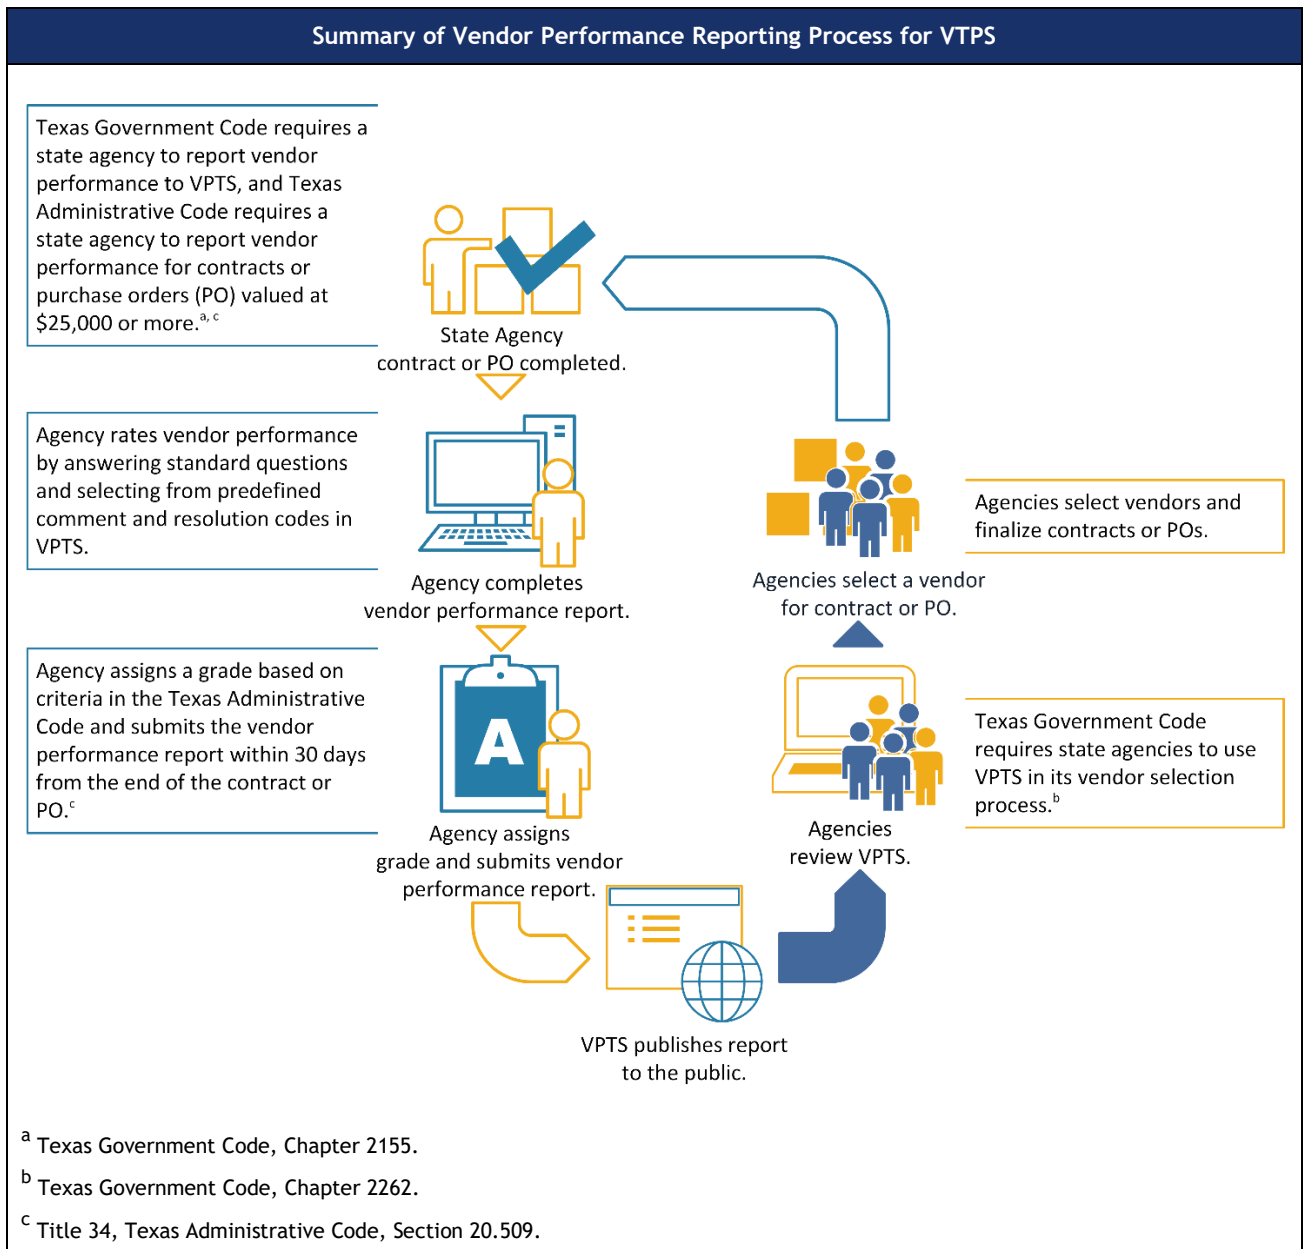 Summary of Vendor Performance Reporting Process for VTPS
Texas Government Code requires a
state agency to report vendor
performance to VPTS, and Texas
Administrative Code requires a
state agency to report vendor
performance for contracts or
purchase orders (PO) valued at
$25,000 or more.a, c
State Agency
contract or PO completed.
Agency rates vendor performance
by answering standard questions
and selecting from predefined
comment and resolution codes in
VPTS.
Agency completes
vendor performance report.
Agency assigns a grade based on
criteria in the Texas Administrative
Code and submits the vendor
performance report within 30 days
from the end of the contract or
PO.c
A
Agency assigns
grade and submits vendor
performance report.
VPTS publishes report
to the public.
Agencies
review VPTS.
Texas Government Code
requires state agencies to use
VPTS in its vendor selection
process.b
Agencies select a vendor
for contract or PO.
Agencies select vendors and
finalize contracts or POs.
a Texas Government Code, Chapter 2155.
b Texas Government Code, Chapter 2262.
c Title 34, Texas Administrative Code, Section 20.509.